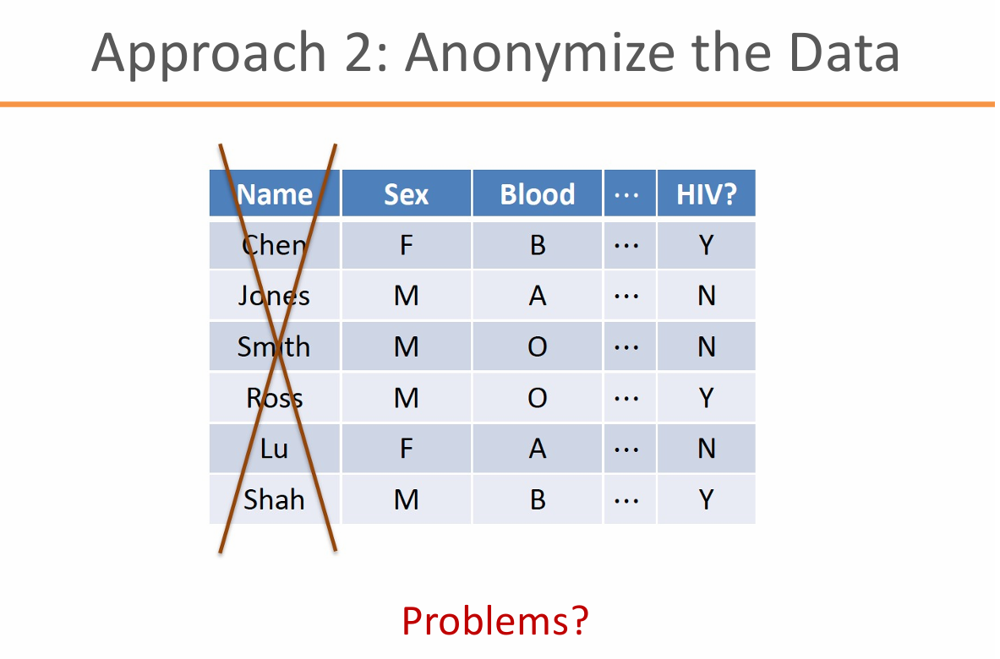 Approach 2: Anonymize the Data
Name Sex Blood ... HIV?
Chen F B ... Y
Jones M A ... N
Smith M O ... N
Ross M O ... Y
Lu F A ... N
Shah M B ... Y
Problems?